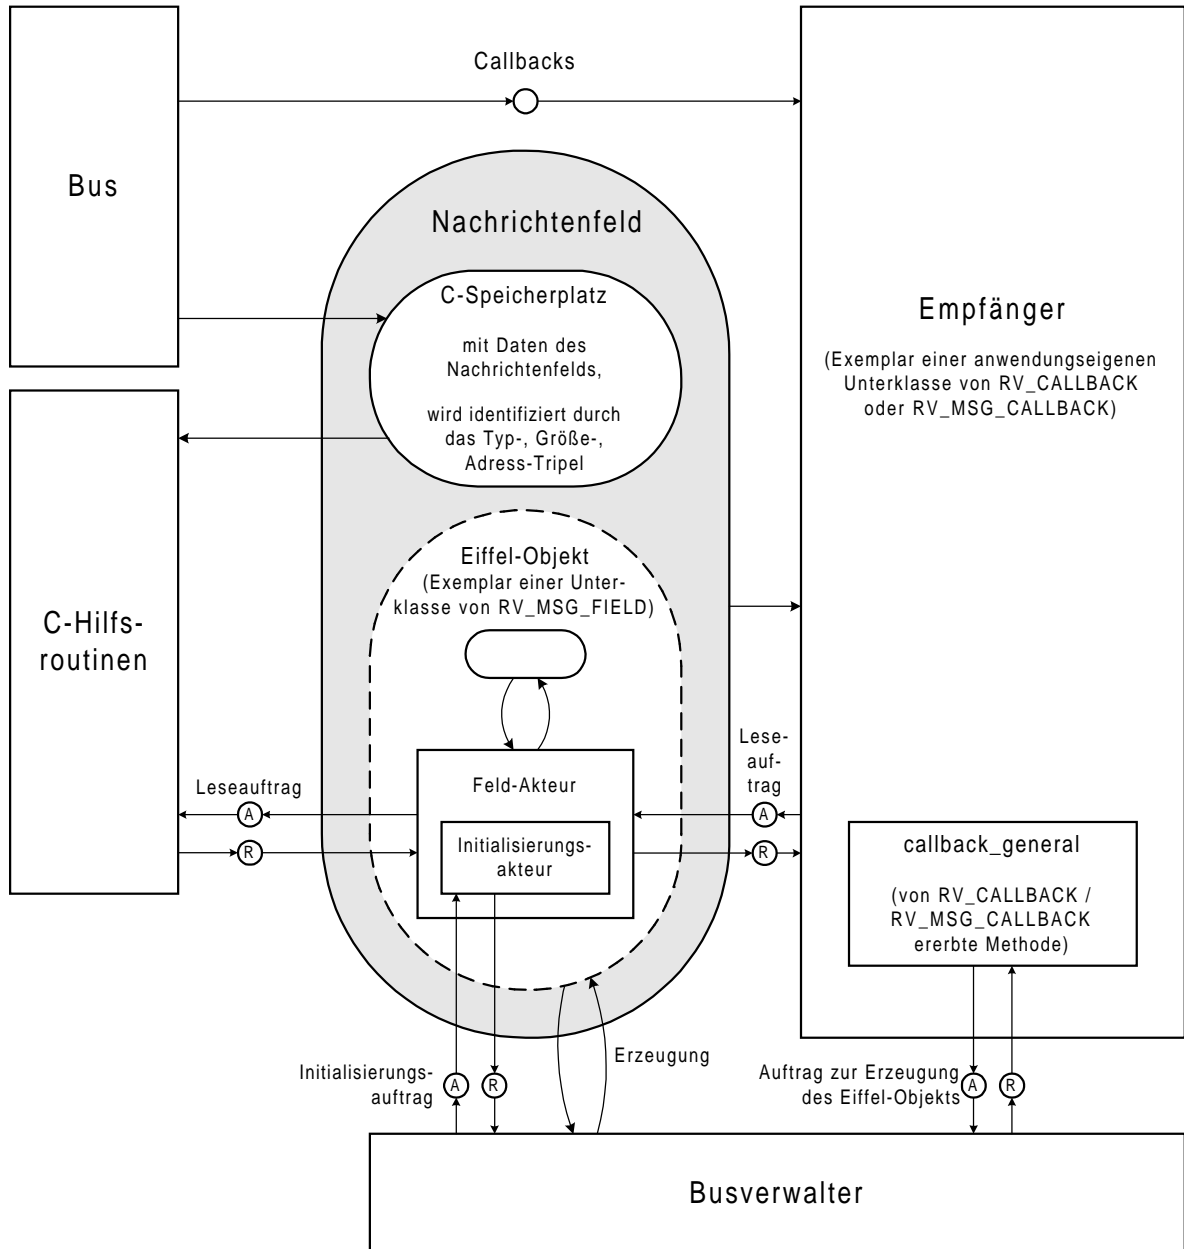 Callbacks
Bus
Nachrichtenfeld
C-Speicherplatz
mit Daten des
Nachrichtenfelds,
wird identifiziert durch
das Typ-, Größe-,
Adress-Tripel
Empfänger
(Exemplar einer anwendungseigenen
Unterklasse von RV_CALLBACK
oder RV_MSG_CALLBACK)
Eiffel-Objekt
(Exemplar einer Unter-
klasse von RV_MSG_FIELD)
C-Hilfs-
routinen
Lese-
auf-
trag
Leseauftrag
Feld-Akteur
A
A
R
R
Initialisierungs-
akteur
callback_general
(von RV_CALLBACK /
RV_MSG_CALLBACK
ererbte Methode)
Erzeugung
Initialisierungs-
auftrag
A
R
Auftrag zur Erzeugung
des Eiffel-Objekts
A
R
Busverwalter